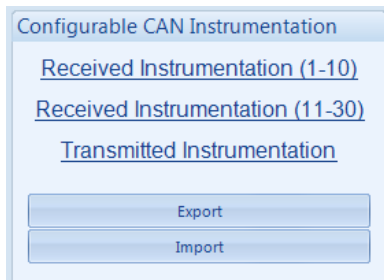 Configurable CAN Instrumentation
Received Instrumentation (1-10)
Received Instrumentation (11-30)
Transmitted Instrumentation
Export
Import